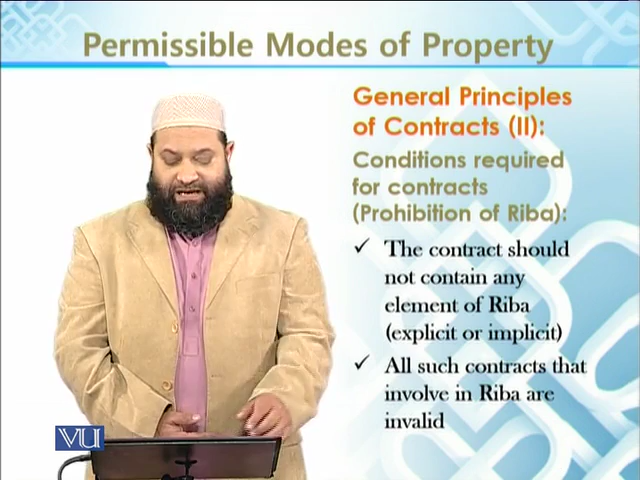 Permissible Modes of Property
General Principles
of Contracts (II):
Conditions required
for contracts
(Prohibition of Riba):
✓ The contract should
not contain any
element of Riba
(explicit or implicit)
✓ All such contracts that
involve in Riba are
invalid
VU